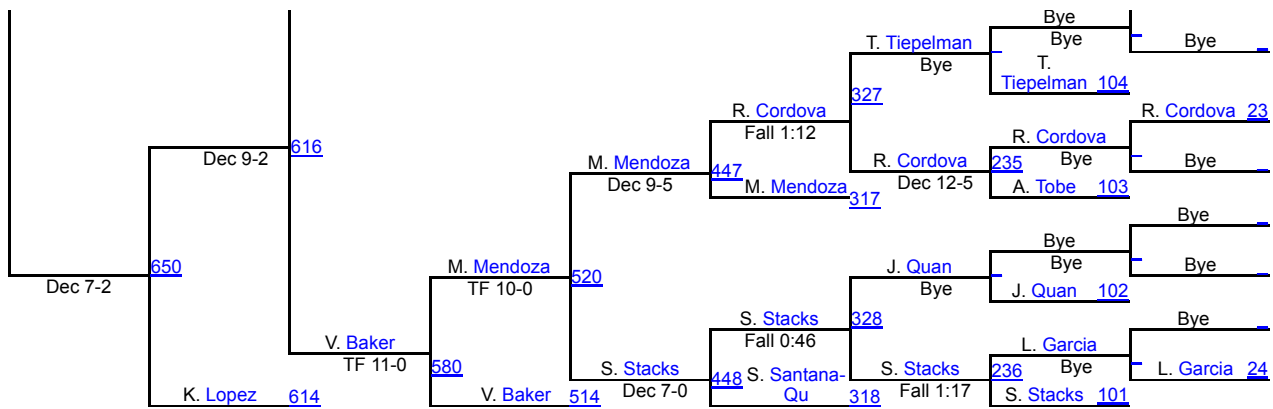 Bye
Bye
Bye
T. Tiepelman
Bye
T.
Tiepelman 104
327
R. Cordova
Fall 1:12
R. Cordova 23
R. Cordova
Bye
Bye
235
R. Cordova
Dec 12-5
A. Tobe 103
616
Dec 9-2
M. Mendoza
Dec 9-5
447
M. Mendoza
317
Bye
Bye
Bye
Bye
J. Quan
Bye
J. Quan 102
650
Dec 7-2
M. Mendoza
TF 10-0
520
S. Stacks
Fall 0:46
328
Bye
V. Baker
TF 11-0
580
L. Garcia
Bye
L. Garcia 24
S. Stacks
Dec 7-0
448
S. Santana-
Qu 318
S. Stacks
Fall 1:17
236
S. Stacks 101
K. Lopez 614
V. Baker 514